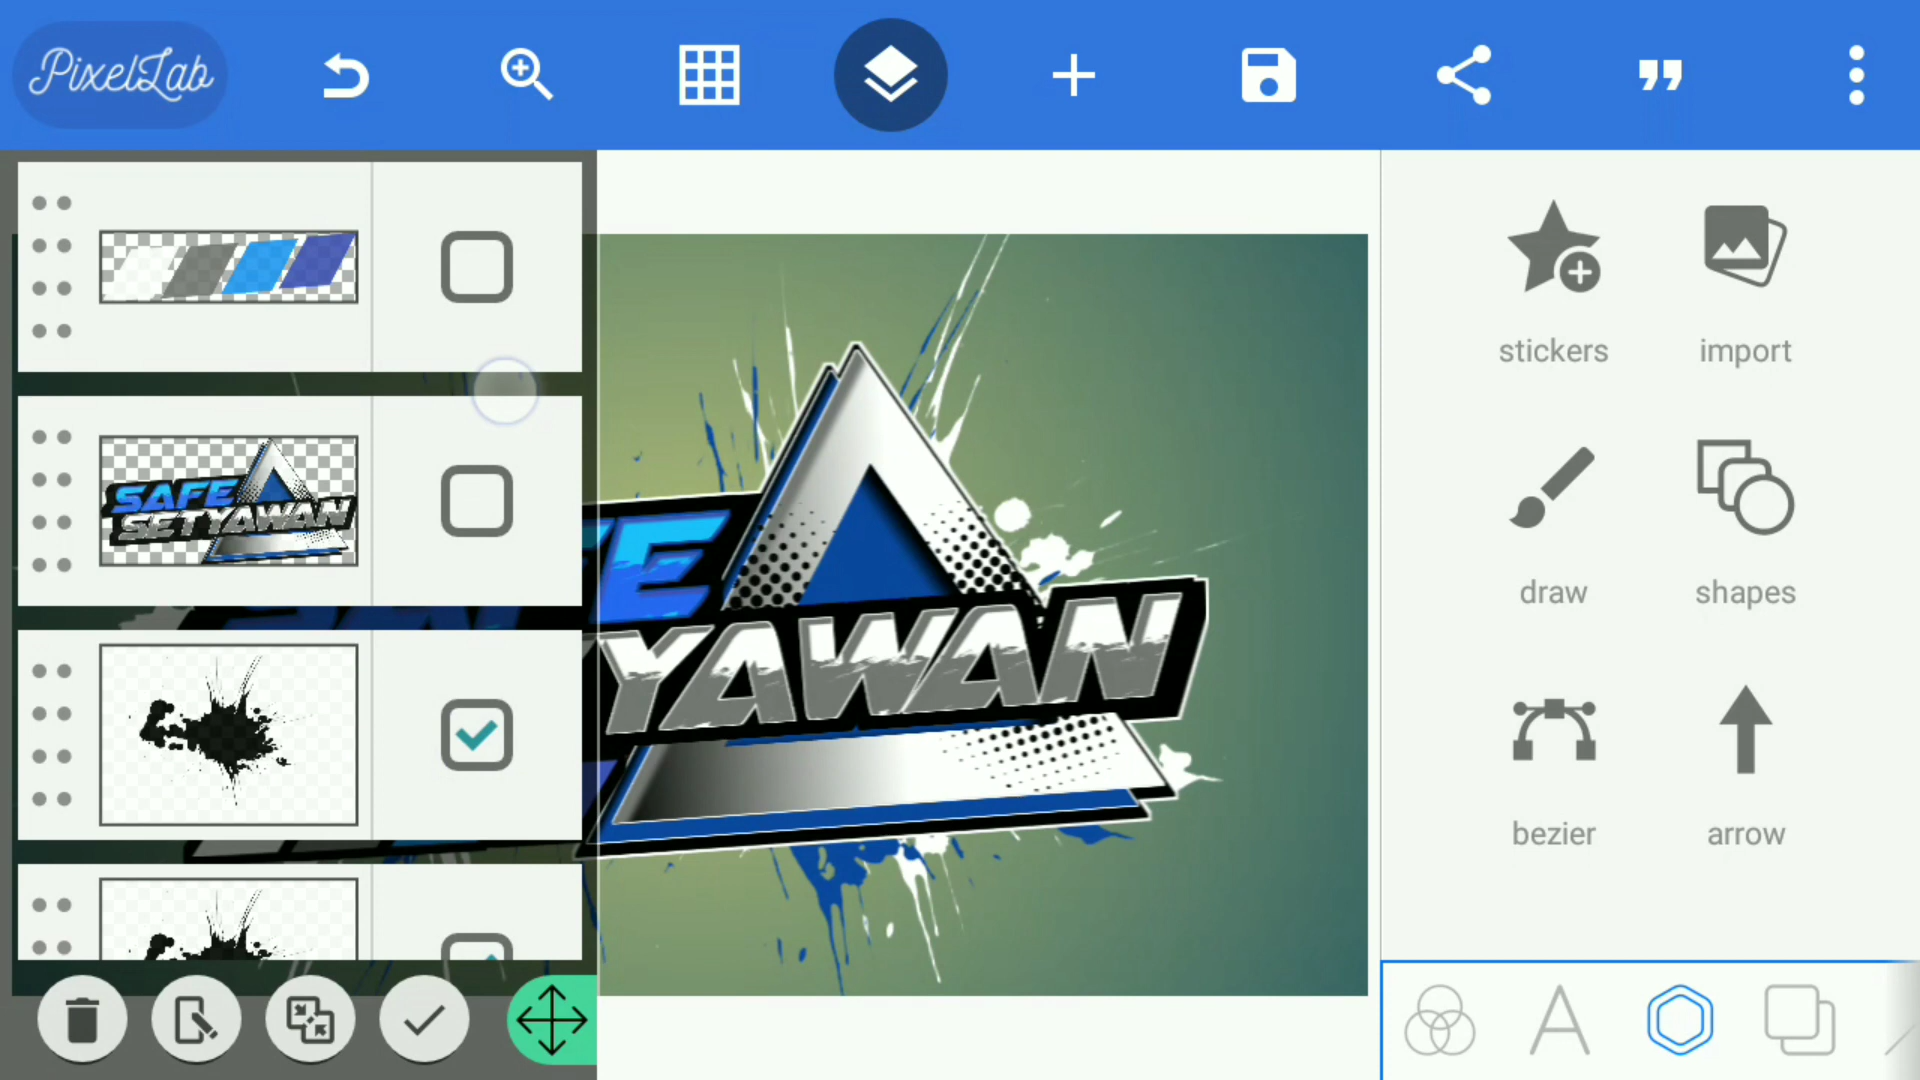 PixelLab
SAFE
SETYAWAN
E
YAWAN
stickers
import
draw
shapes
bezier
arrow